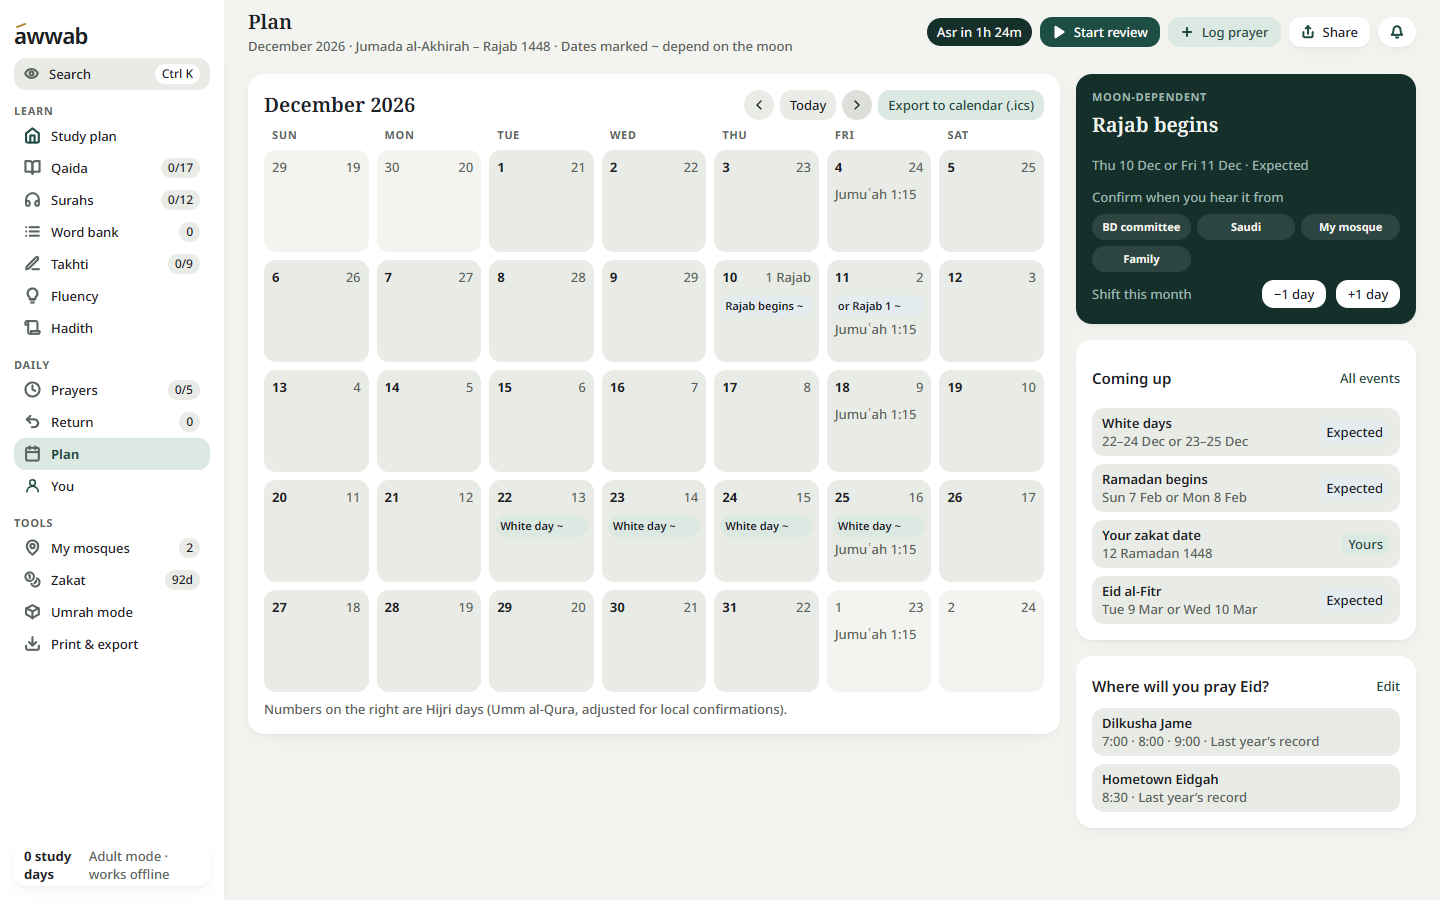 awwab
Search Ctrl K
LEARN
Study plan
Qaida 0/17
Surahs 0/12
Word bank 0
Takhti 0/9
Fluency
Hadith
DAILY
Prayers 0/5
Return 0
Plan
You
TOOLS
My mosques 2
Zakat 92d
Umrah mode
Print & export
0 study days
Adult mode · works offline
Plan
December 2026 · Jumada al-Akhirah – Rajab 1448 · Dates marked ~ depend on the moon
Asr in 1h 24m
Start review
Log prayer
Share
December 2026
Today
Export to calendar (.ics)
SUN MON TUE WED THU FRI SAT
29 19 30 20 1 21 2 22 3 23 4 24 5 25
Jumuʿah 1:15
6 26 7 27 8 28 9 29 10 1 Rajab 11 2 12 3
Rajab begins ~ or Rajab 1 ~
Jumuʿah 1:15
13 4 14 5 15 6 16 7 17 8 18 9 19 10
Jumuʿah 1:15
20 11 21 12 22 13 23 14 24 15 25 16 26 17
White day ~ White day ~ White day ~ White day ~
Jumuʿah 1:15
27 18 28 19 29 20 30 21 31 22 1 23 2 24
Jumuʿah 1:15
Numbers on the right are Hijri days (Umm al-Qura, adjusted for local confirmations).
MOON-DEPENDENT
Rajab begins
Thu 10 Dec or Fri 11 Dec · Expected
Confirm when you hear it from
BD committee Saudi My mosque
Family
Shift this month −1 day +1 day
Coming up All events
White days
22–24 Dec or 23–25 Dec
Expected
Ramadan begins
Sun 7 Feb or Mon 8 Feb
Expected
Your zakat date
12 Ramadan 1448
Yours
Eid al-Fitr
Tue 9 Mar or Wed 10 Mar
Expected
Where will you pray Eid? Edit
Dilkusha Jame
7:00 · 8:00 · 9:00 · Last year’s record
Hometown Eidgah
8:30 · Last year’s record